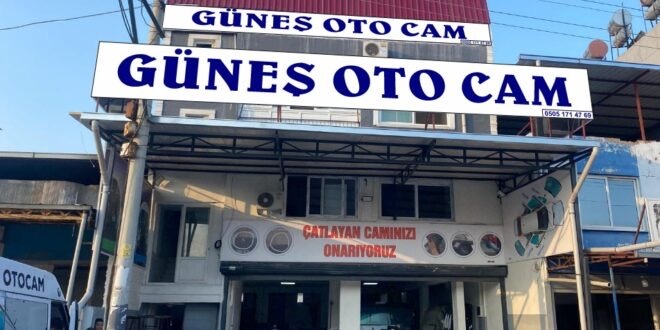 GÜNEŞ OTO CAM
GÜNEŞ OTO CAM
0505 171 47 69
ÇATLAYAN CAMINIZI
ONARIYORUZ
OTOCAM